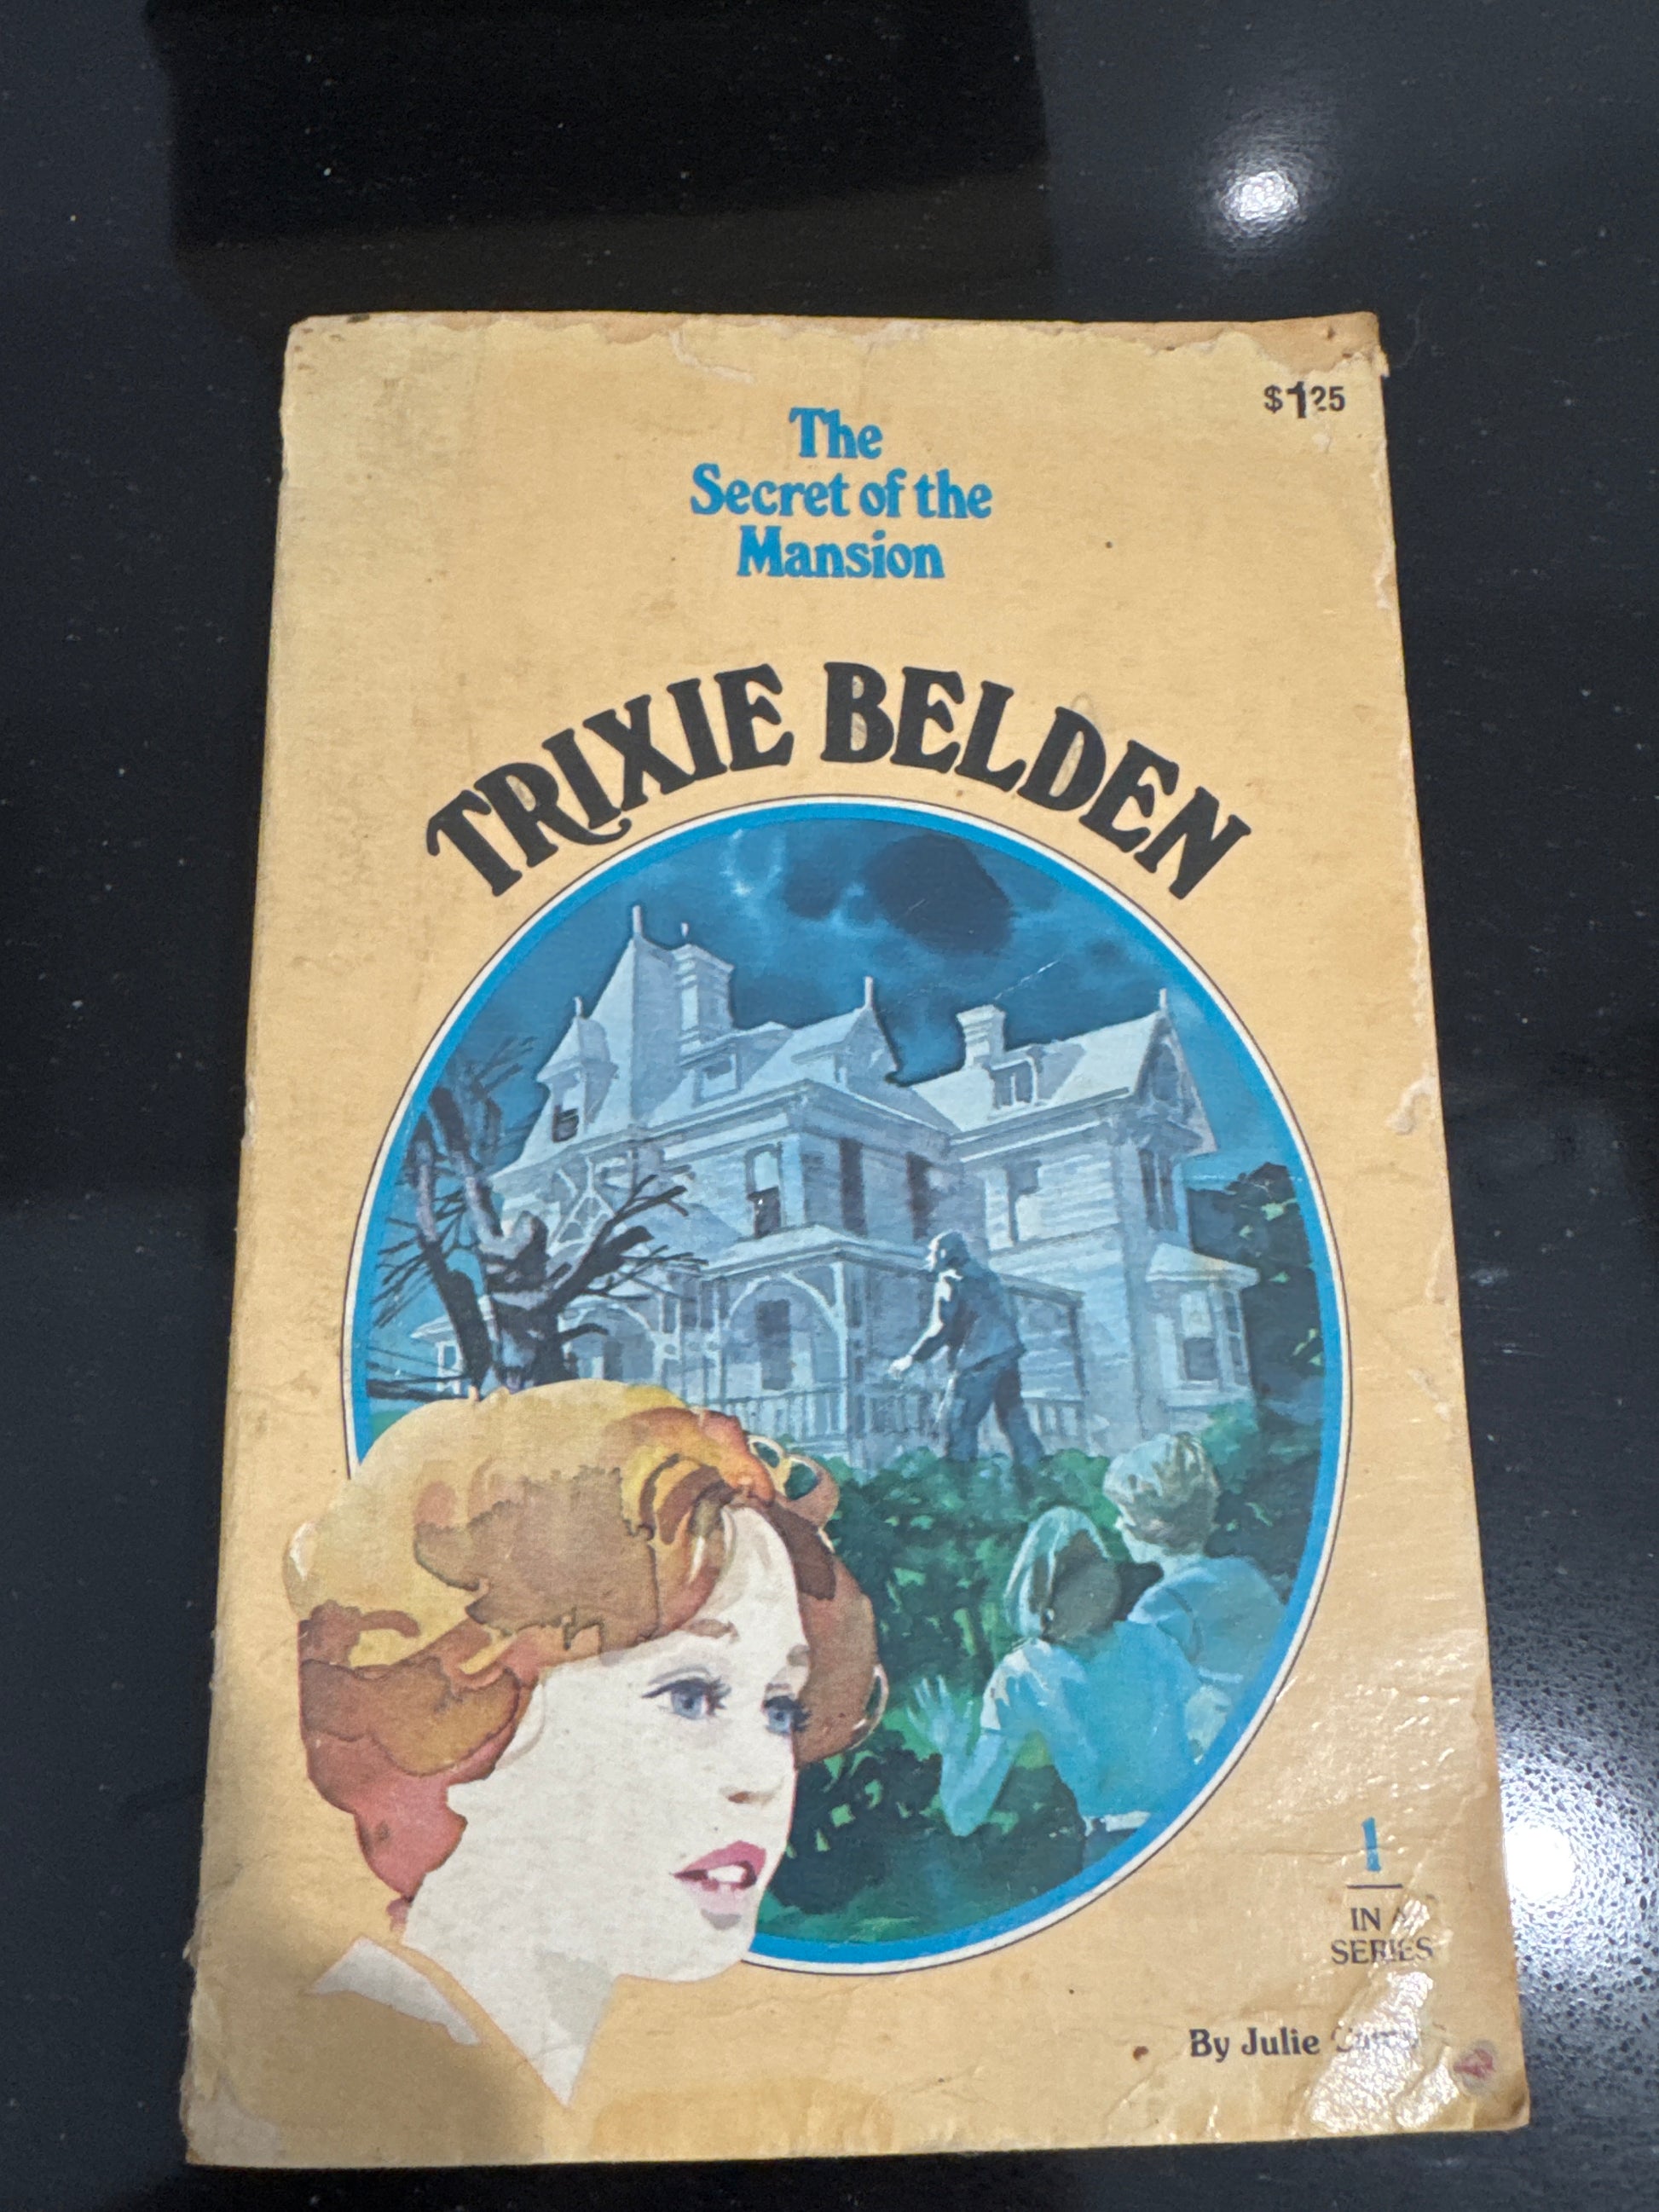 $1.25
The
Secret of the
Mansion
TRIXIE BELDEN
1
IN A
SERIES
By Julie